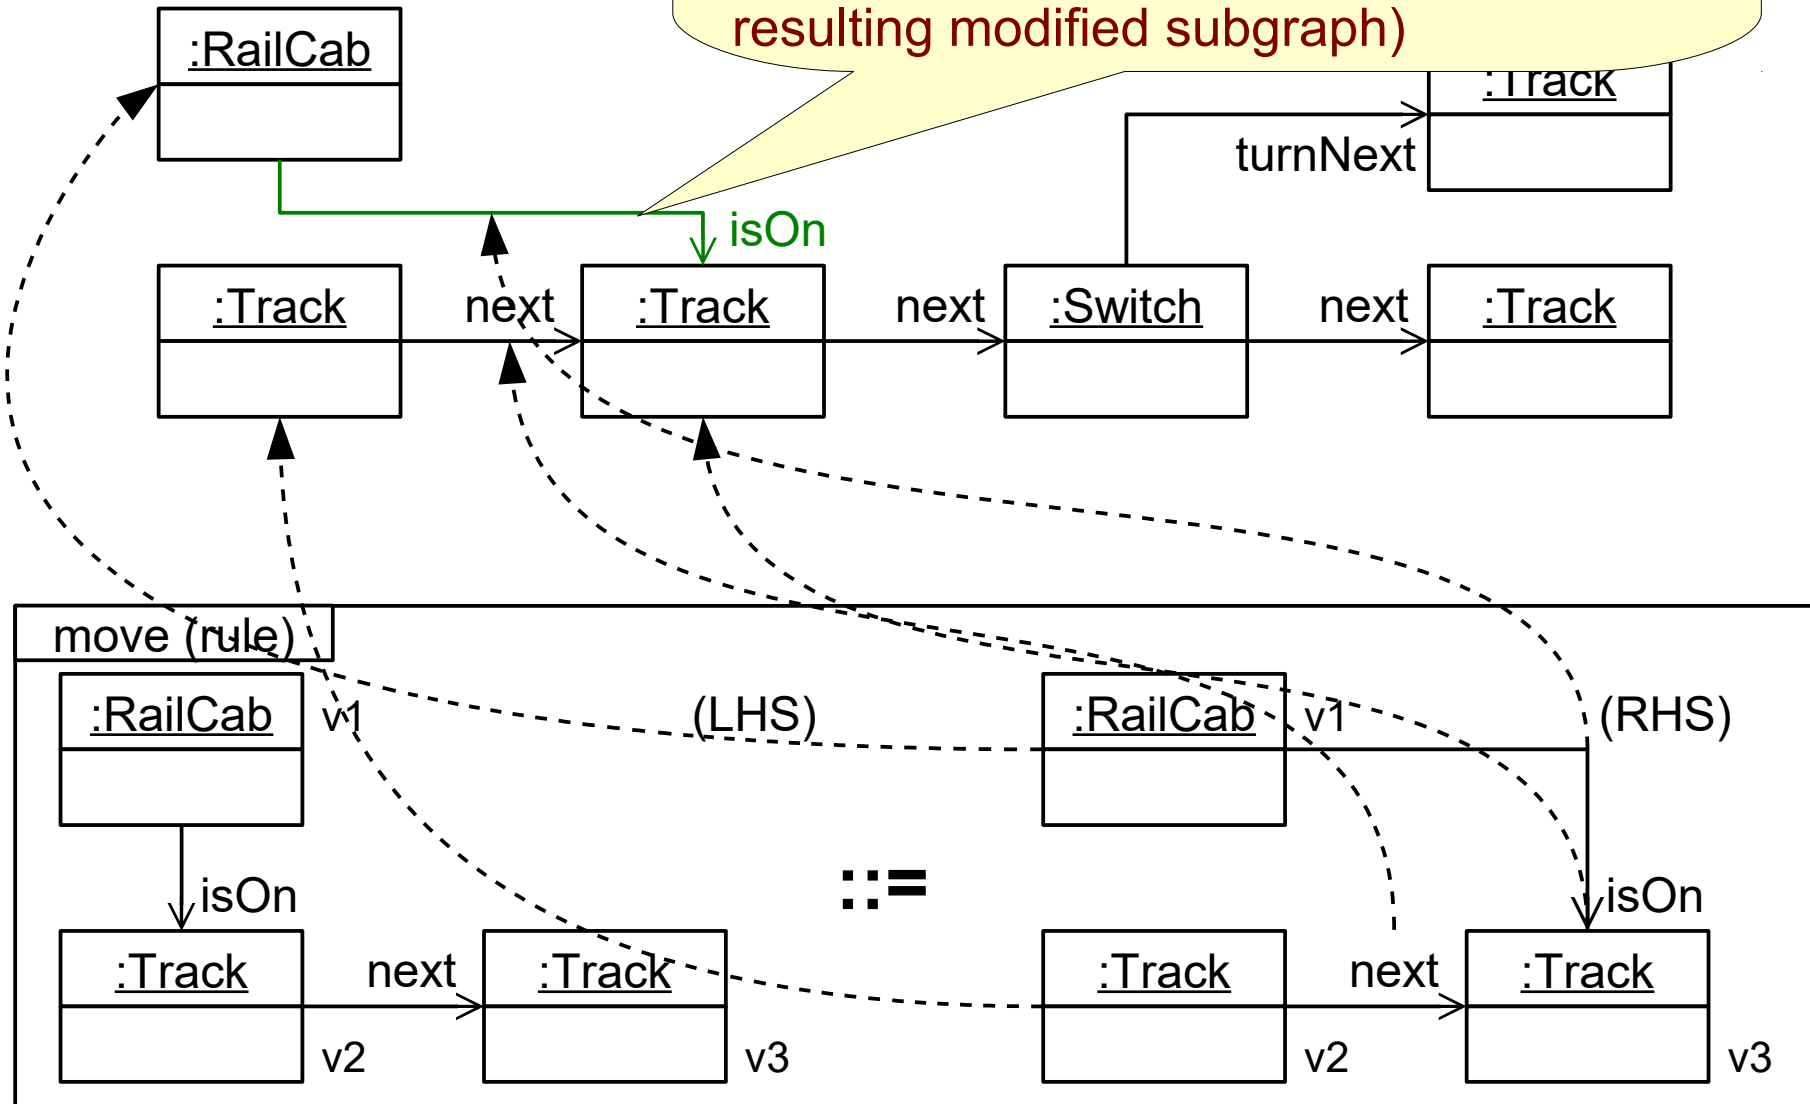 resulting modified subgraph)
:RailCab
:Track
turnNext
isOn
:Track
next
:Track
next
:Switch
next
:Track
move (rule)
:RailCab
v1
(LHS)
:RailCab
v1
(RHS)
isOn
::=
isOn
:Track
next
:Track
:Track
next
:Track
v2
v3
v2
v3